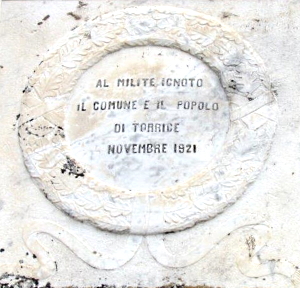 AL MILITE IGNOTO
IL COMUNE E IL POPOLO
DI TORRICE
NOVEMBRE 1921